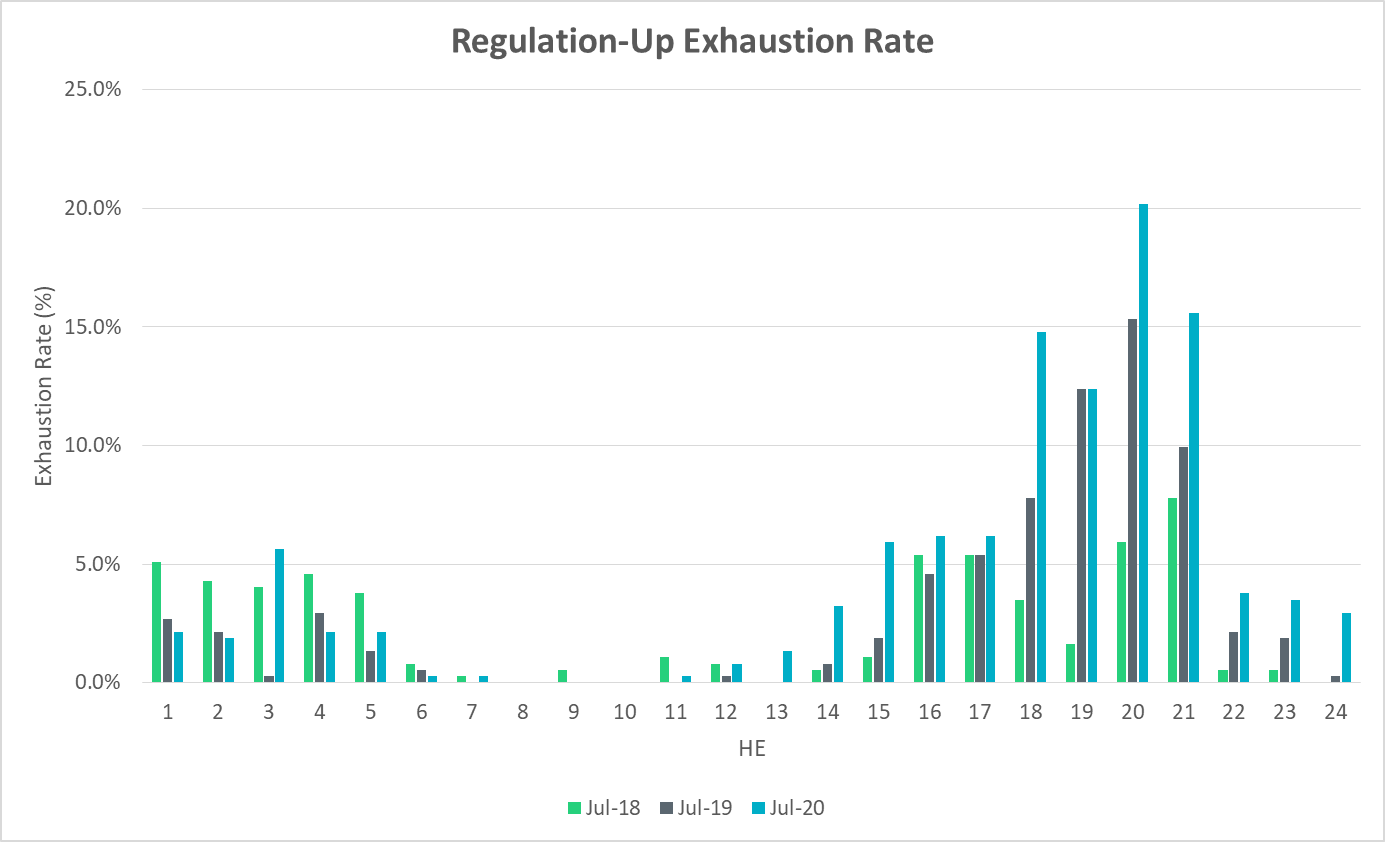 Regulation-Up Exhaustion Rate
25.0%
20.0%
15.0%
10.0%
5.0%
0.0%
Exhaustion Rate (%)
1 2 3 4 5 6 7 8 9 10 11 12 13 14 15 16 17 18 19 20 21 22 23 24
HE
Jul-18 Jul-19 Jul-20